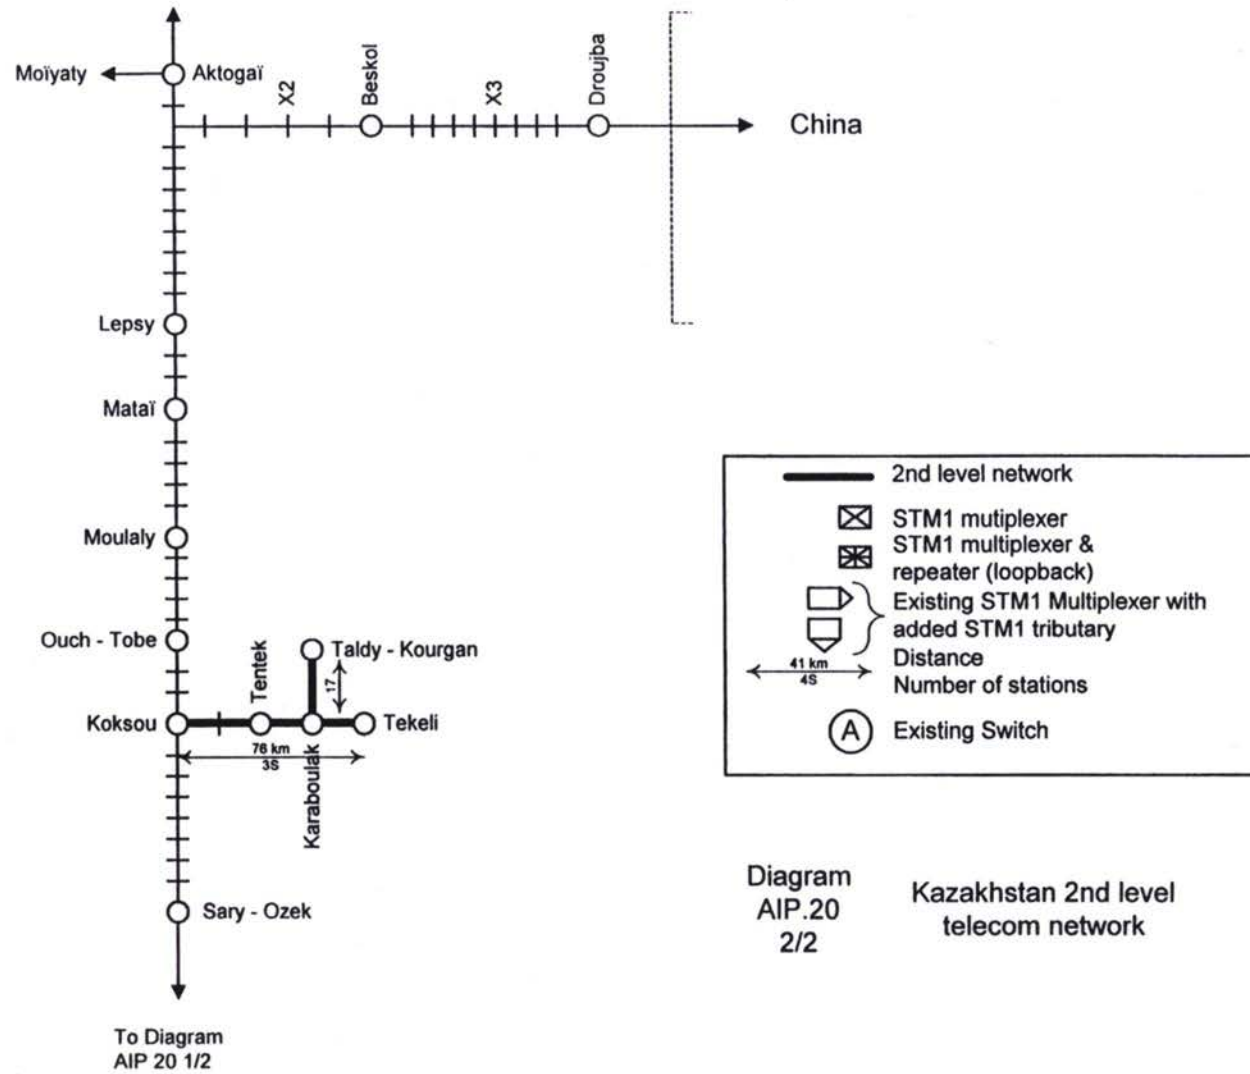 Moïyaty
Aktogaï
X2
Beskol
X3
Droujba
China
Lepsy
Mataï
Moulaly
Ouch - Tobe
Tentek
Taldy - Kourgan
17
Koksou
Tekeli
76 km
3S
Karaboulak
Sary - Ozek
To Diagram
AIP 20 1/2
2nd level network
STM1 mutiplexer
STM1 multiplexer &
repeater (loopback)
Existing STM1 Multiplexer with
added STM1 tributary
41 km
4S
Distance
Number of stations
A
Existing Switch
Diagram
AIP.20
2/2
Kazakhstan 2nd level
telecom network